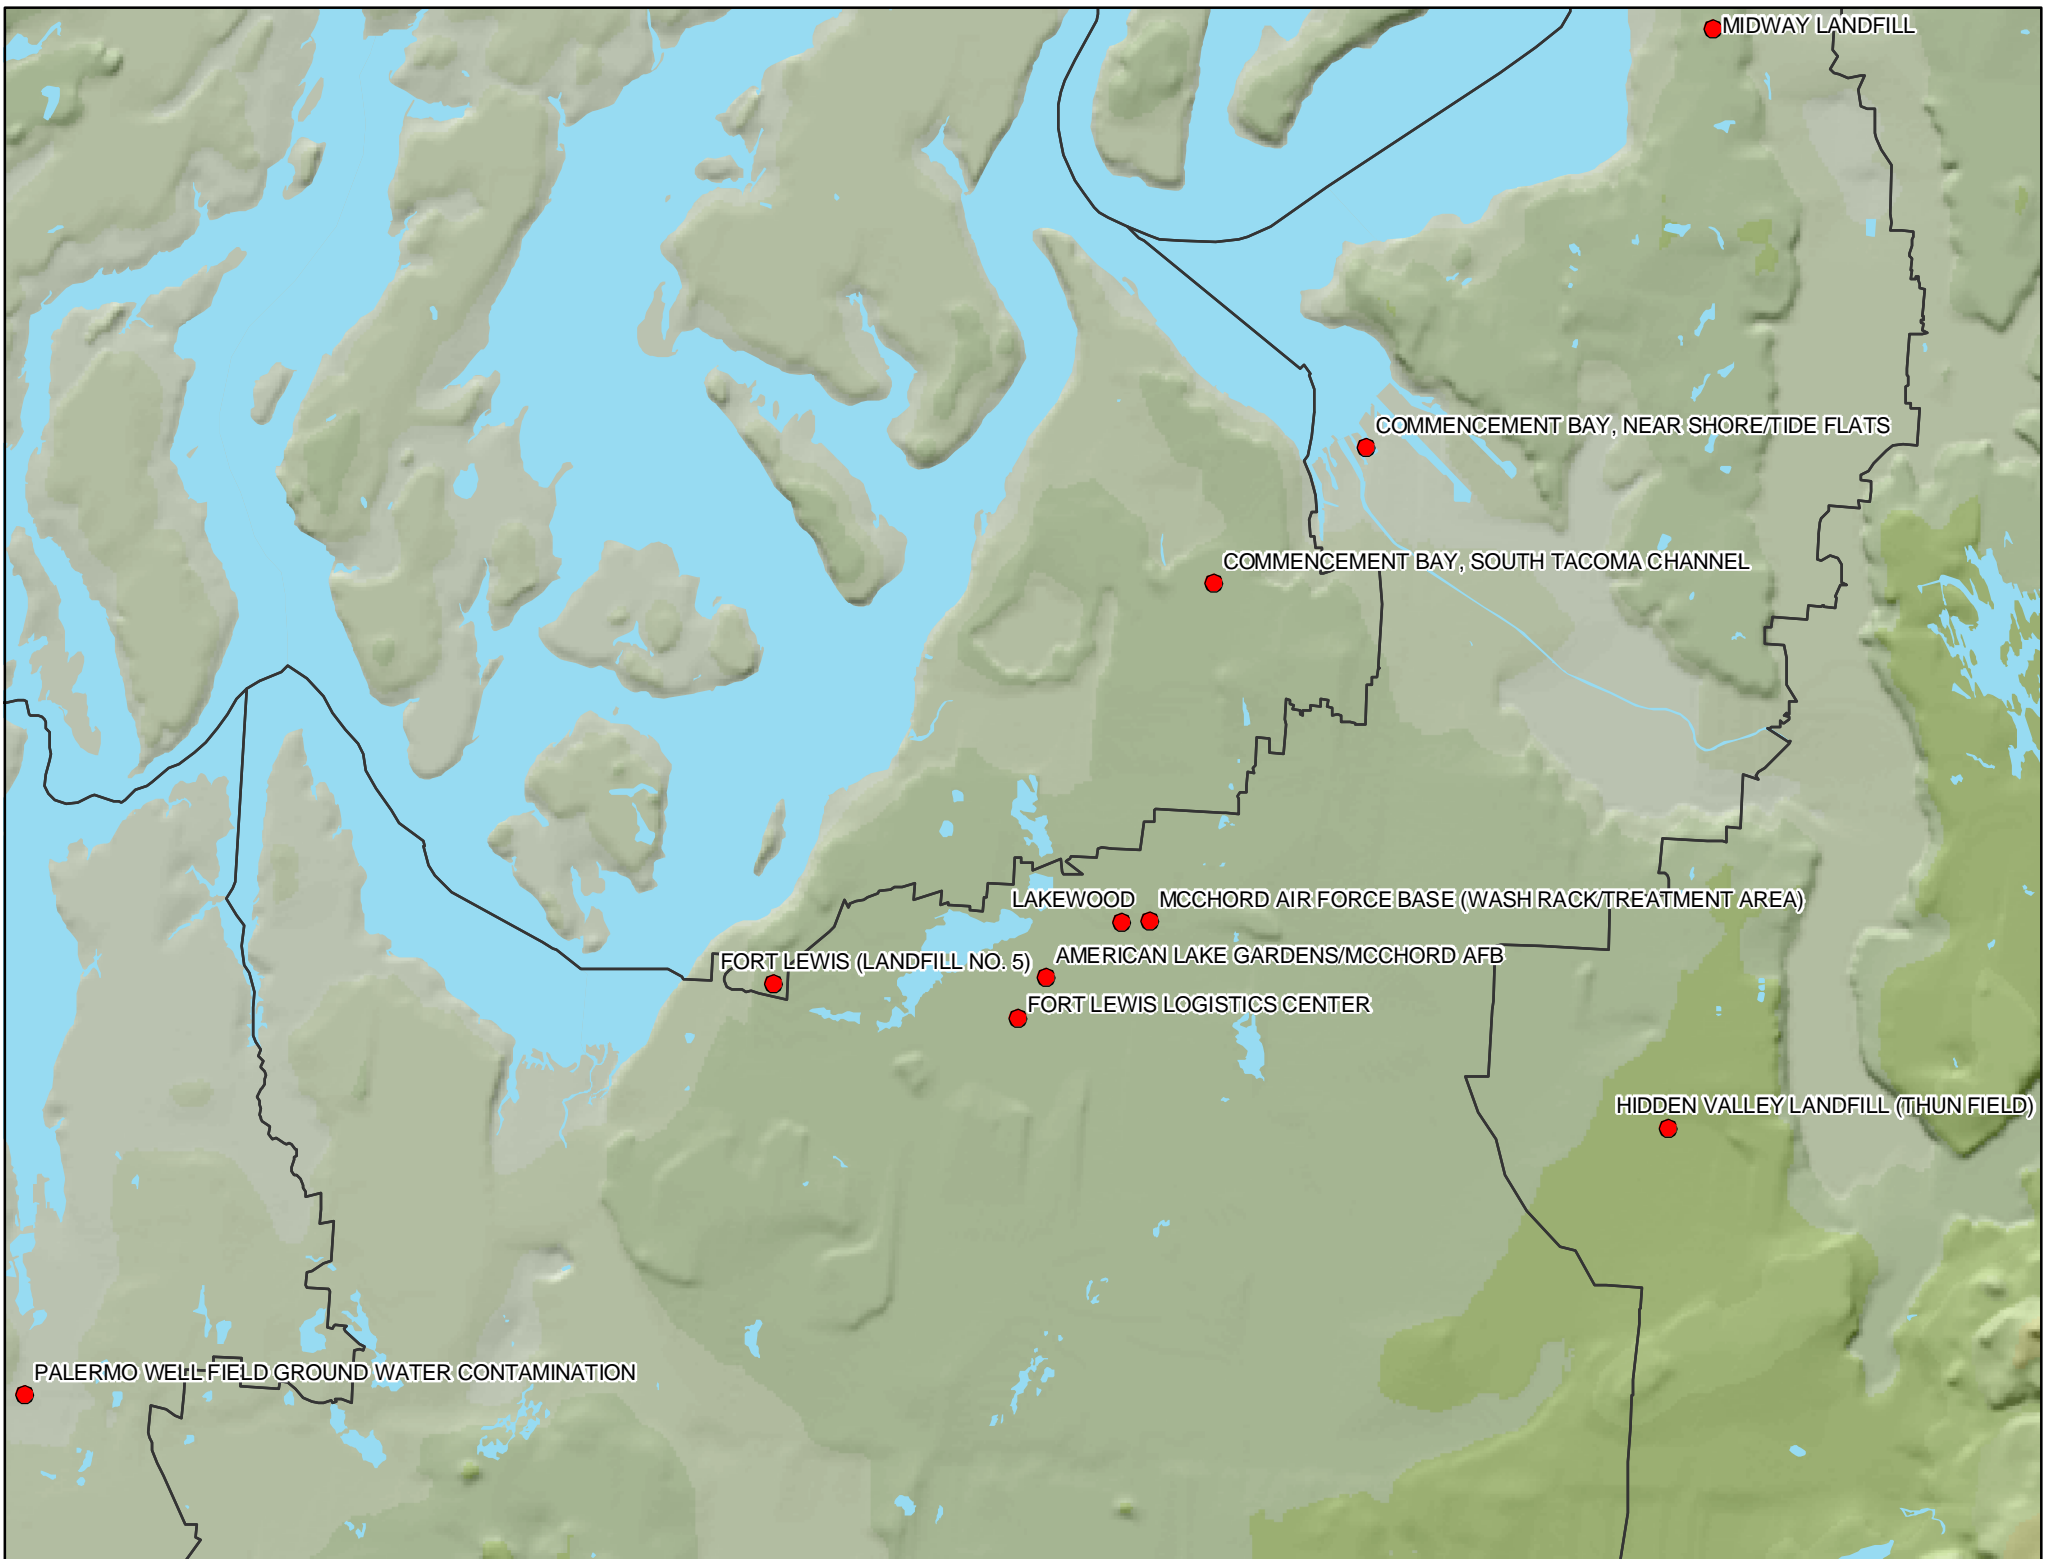 MIDWAY LANDFILL
COMMENCEMENT BAY, NEAR SHORE/TIDE FLATS
COMMENCEMENT BAY, SOUTH TACOMA CHANNEL
LAKEWOOD
MCCHORD AIR FORCE BASE (WASH RACK/TREATMENT AREA)
FORT LEWIS (LANDFILL NO. 5)
AMERICAN LAKE GARDENS/MCCHORD AFB
FORT LEWIS LOGISTICS CENTER
HIDDEN VALLEY LANDFILL (THUN FIELD)
PALERMO WELL FIELD GROUND WATER CONTAMINATION